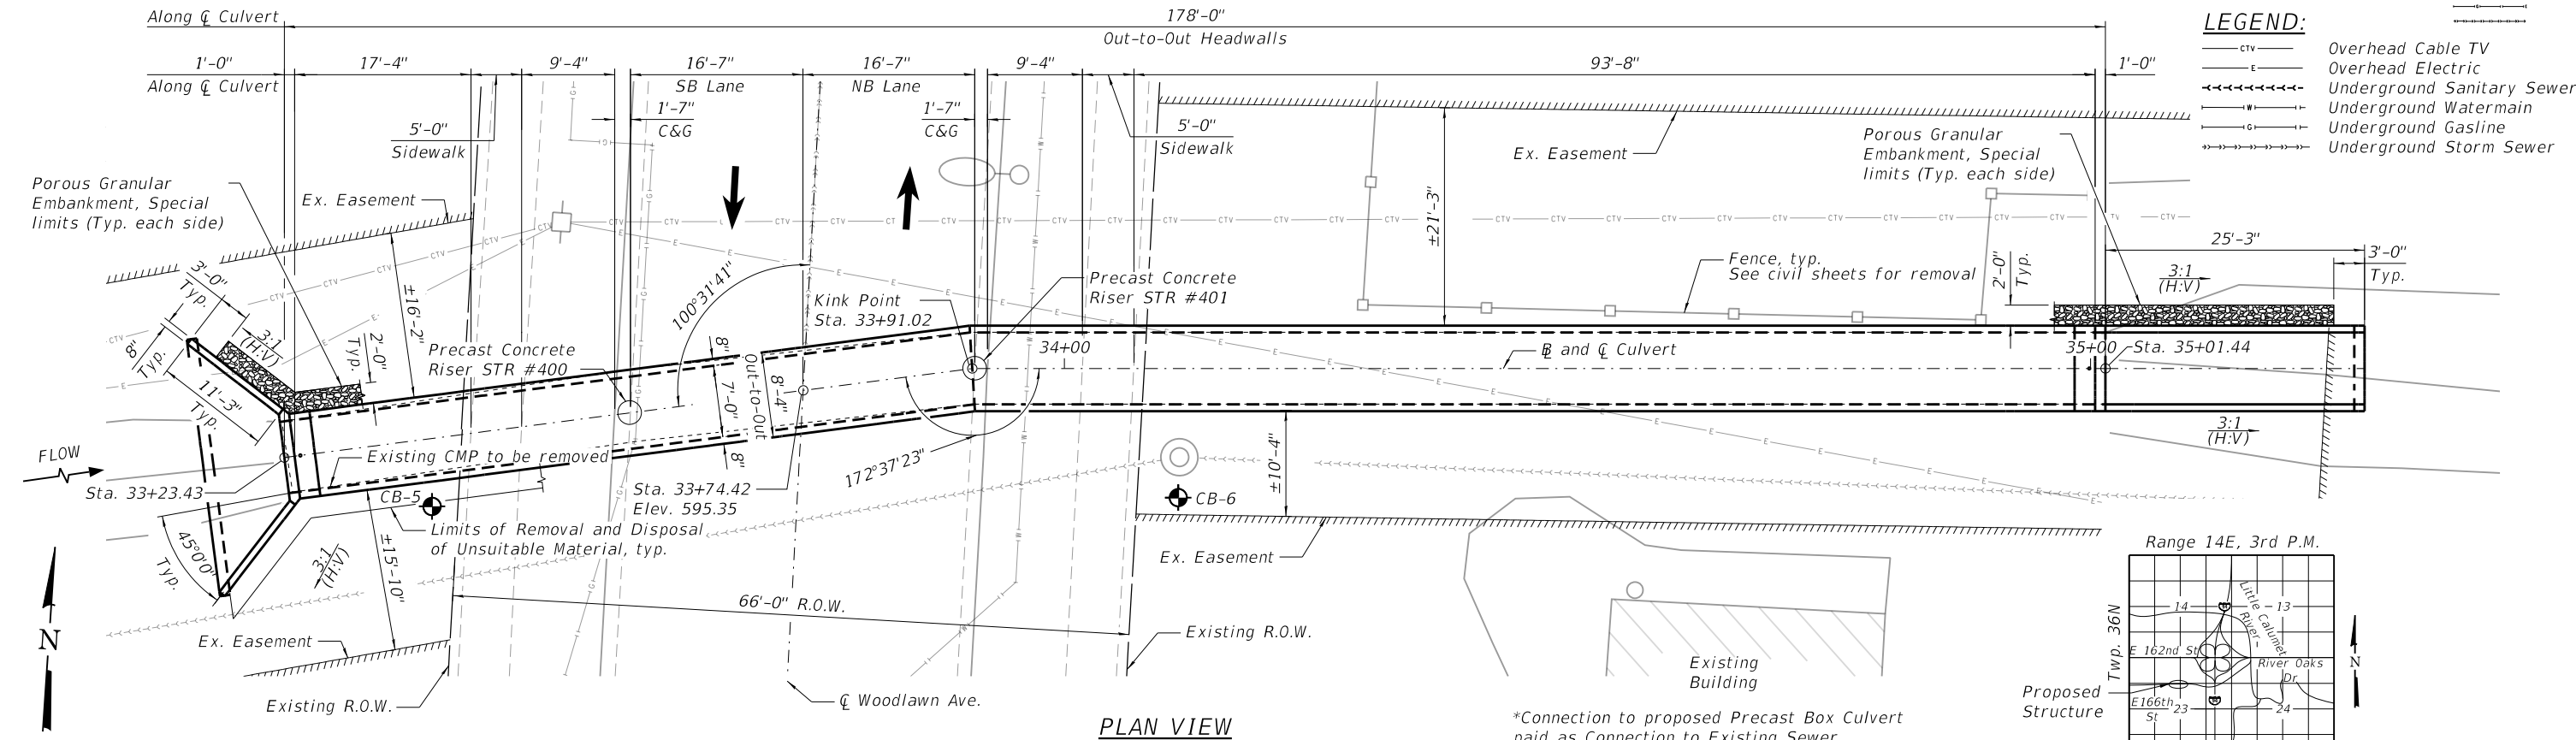 Along ℄ Culvert
178'-0"
Out-to-Out Headwalls
1'-0"
17'-4"
9'-4"
16'-7"
16'-7"
9'-4"
93'-8"
1'-0"
Along ℄ Culvert
SB Lane
NB Lane
5'-0"
Sidewalk
1'-7"
C&G
1'-7"
C&G
5'-0"
Sidewalk
LEGEND:
CTV Overhead Cable TV
E Overhead Electric
Underground Sanitary Sewer
W Underground Watermain
G Underground Gasline
Underground Storm Sewer
Porous Granular
Embankment, Special
limits (Typ. each side)
Ex. Easement
Ex. Easement
Porous Granular
Embankment, Special
limits (Typ. each side)
±21'-3"
25'-3"
3'-0"
Typ.
2'-0"
Typ.
3:1
(H:V)
Fence, typ.
See civil sheets for removal
3'-0"
Typ.
8"
Typ.
3:1
(H:V)
11'-3"
Typ.
±16'-2"
2'-0"
Typ.
Precast Concrete
Riser STR #400
100°31'41"
Kink Point
Sta. 33+91.02
Precast Concrete
Riser STR #401
34+00
℄ and ℄ Culvert
35+00
Sta. 35+01.44
8"
7'-0"
8"
Out-to-Out
8'-4"
172°37'23"
3:1
(H:V)
FLOW
Existing CMP to be removed
Sta. 33+23.43
CB-5
Sta. 33+74.42
Elev. 595.35
±10'-4"
CB-6
Limits of Removal and Disposal
of Unsuitable Material, typ.
45°0'0"
Typ.
3:1
(H:V)
±15'-10"
Ex. Easement
66'-0" R.O.W.
Ex. Easement
Existing R.O.W.
Existing R.O.W.
℄ Woodlawn Ave.
N
Existing
Building
PLAN VIEW
*Connection to proposed Precast Box Culvert
paid as Connection to Existing Sewer
Range 14E, 3rd P.M.
Twp. 36N
14
13
Little Calumet
River
E 162nd St
River Oaks
Dr
E166th
St
23
24
Proposed
Structure
N